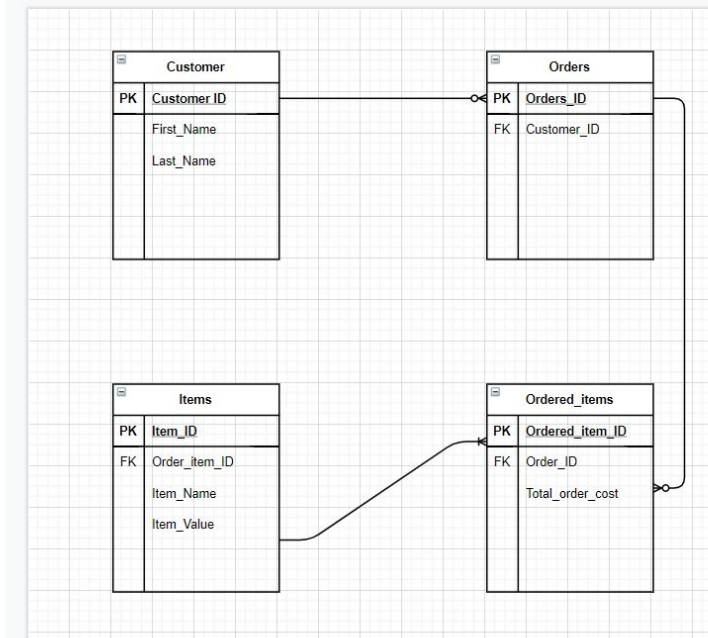 Customer
PK Customer ID
First_Name
Last_Name
Orders
PK Orders_ID
FK Customer_ID
Items
PK Item_ID
FK Order_item_ID
Item_Name
Item_Value
Ordered_items
PK Ordered_item_ID
FK Order_ID
Total_order_cost